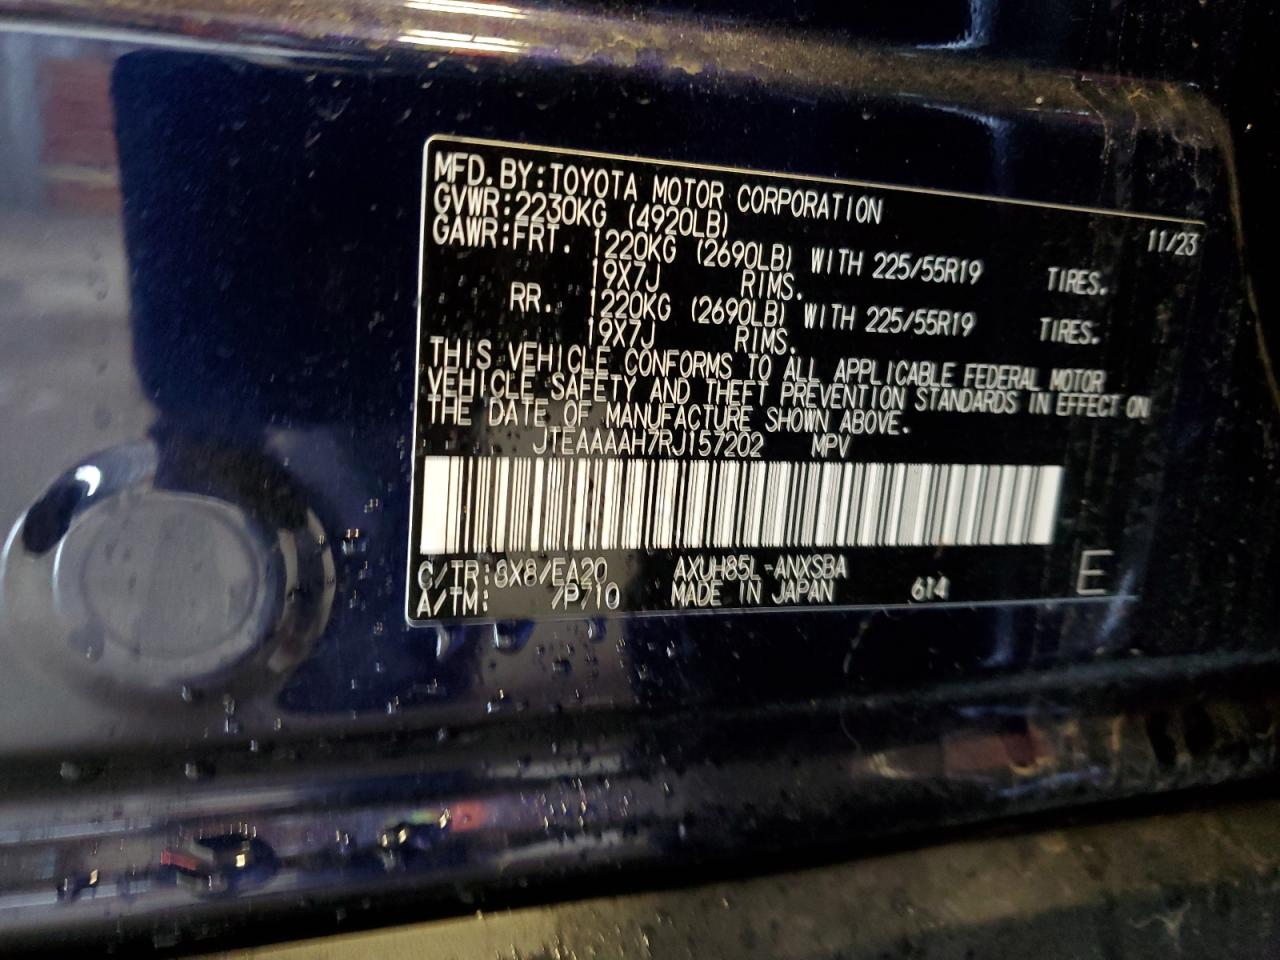 MFD. BY: TOYOTA MOTOR CORPORATION 11/23
GVWR: 2230KG (4920LB)
GAWR: FRT. 1220KG (2690LB) WITH 225/55R19 TIRES.
19X7J RIMS.
RR. 1220KG (2690LB) WITH 225/55R19 TIRES.
19X7J RIMS.
THIS VEHICLE CONFORMS TO ALL APPLICABLE FEDERAL MOTOR
VEHICLE SAFETY AND THEFT PREVENTION STANDARDS IN EFFECT ON
THE DATE OF MANUFACTURE SHOWN ABOVE.
JTEAAAAH7RJ157202 MPV
C/TR: 8X8/EA20 AXUH85L-ANXSBA
A/TM: /P710 MADE IN JAPAN 614 E